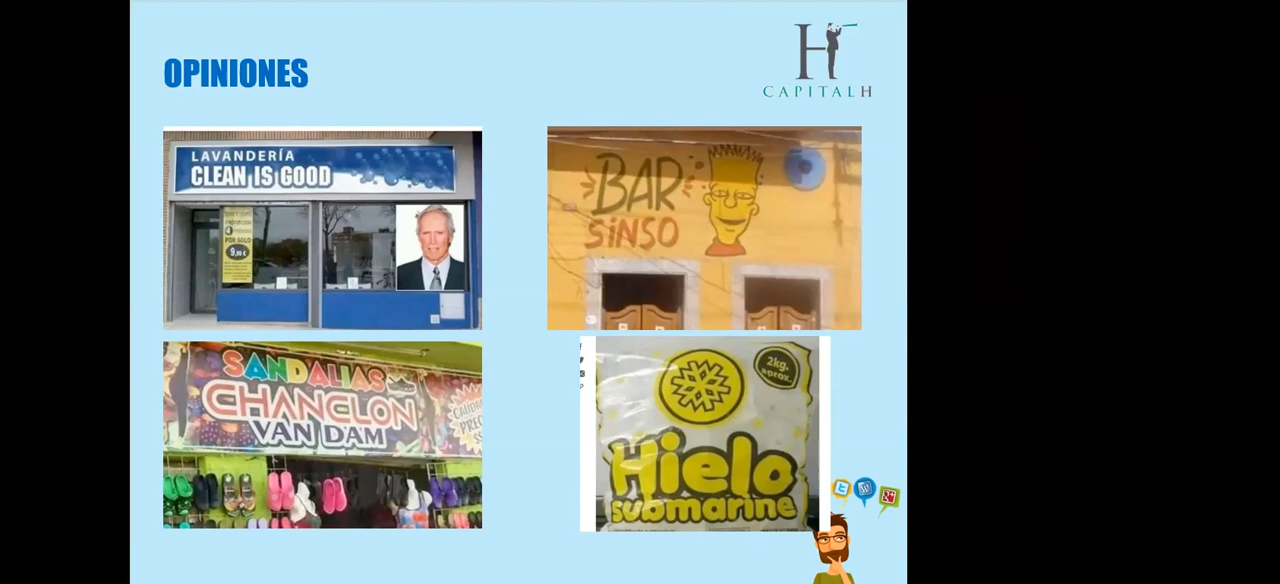 OPINIONES
CAPITALH
LAVANDERÍA
CLEAN IS GOOD
POR SOLO
9,99 €
BAR
SINSO
SANDALIAS
CHANCLON
VAN DAM
2kg.
aprox.
Hielo
submarine